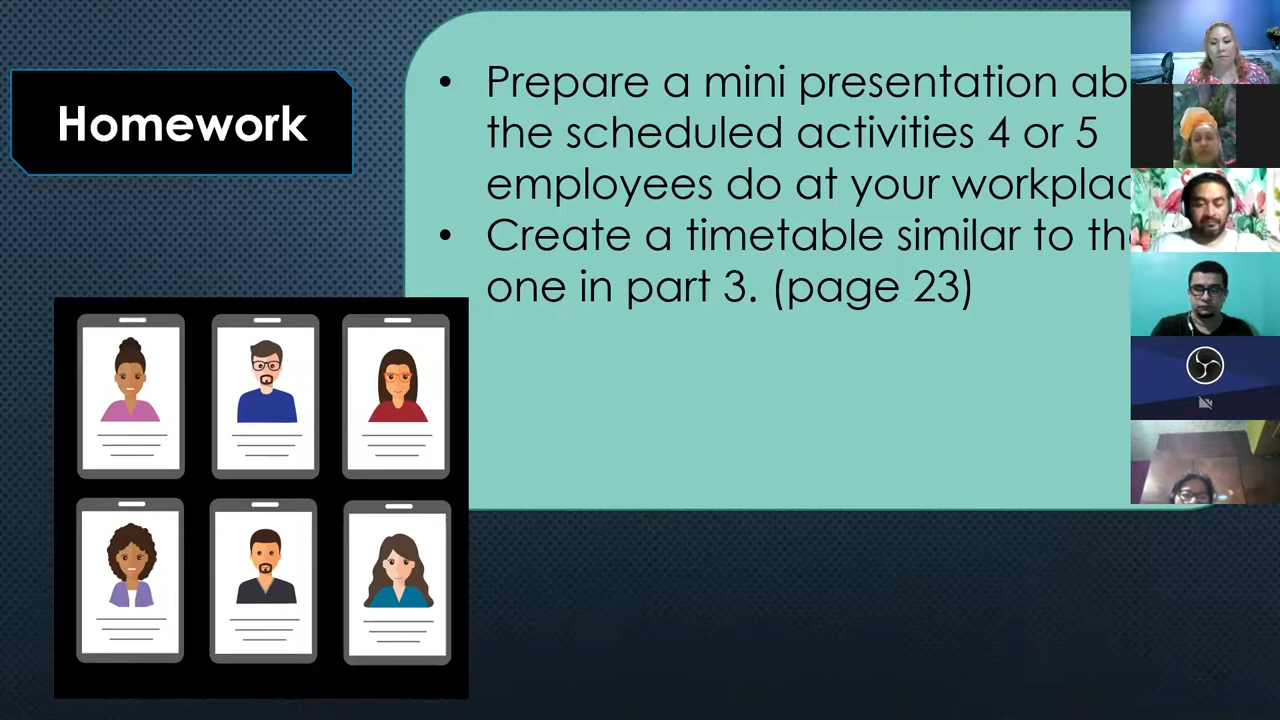 Homework
• Prepare a mini presentation ab
the scheduled activities 4 or 5
employees do at your workplac
• Create a timetable similar to th
one in part 3. (page 23)